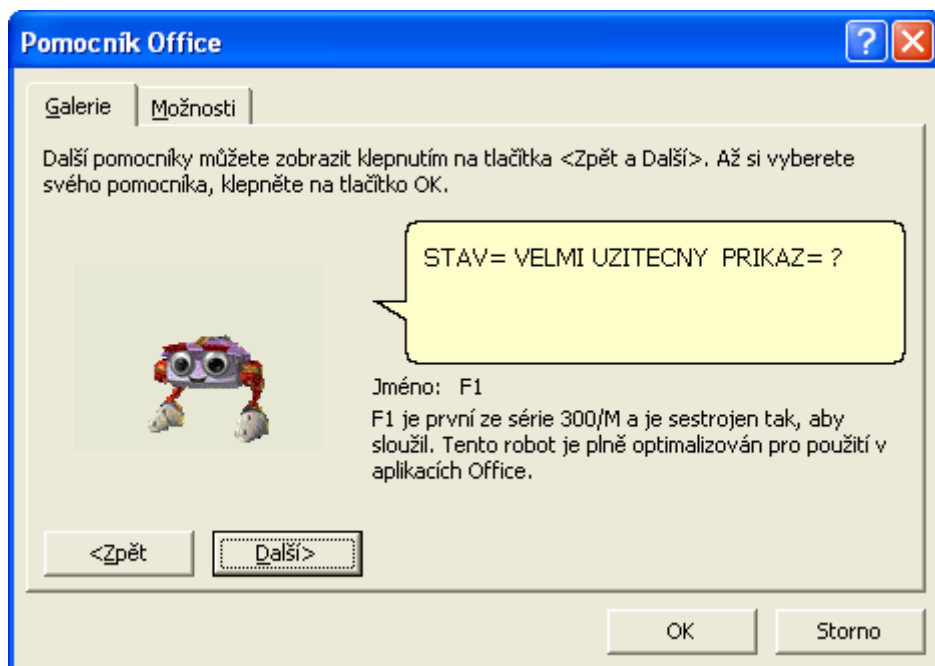 Pomocník Office
Galerie
Možnosti
Další pomocníky můžete zobrazit klepnutím na tlačítka <Zpět a Další>. Až si vyberete
svého pomocníka, klepněte na tlačítko OK.
STAV= VELMI UZITECNY  PRIKAZ= ?
Jméno: F1
F1 je první ze série 300/M a je sestrojen tak, aby
sloužil. Tento robot je plně optimalizován pro použití v
aplikacích Office.
<Zpět
Další>
OK
Storno